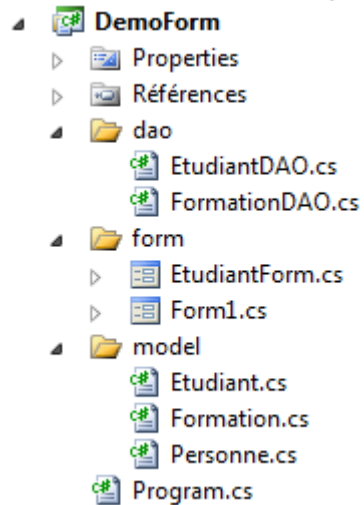 DemoForm
Properties
Références
dao
EtudiantDAO.cs
FormationDAO.cs
form
EtudiantForm.cs
Form1.cs
model
Etudiant.cs
Formation.cs
Personne.cs
Program.cs